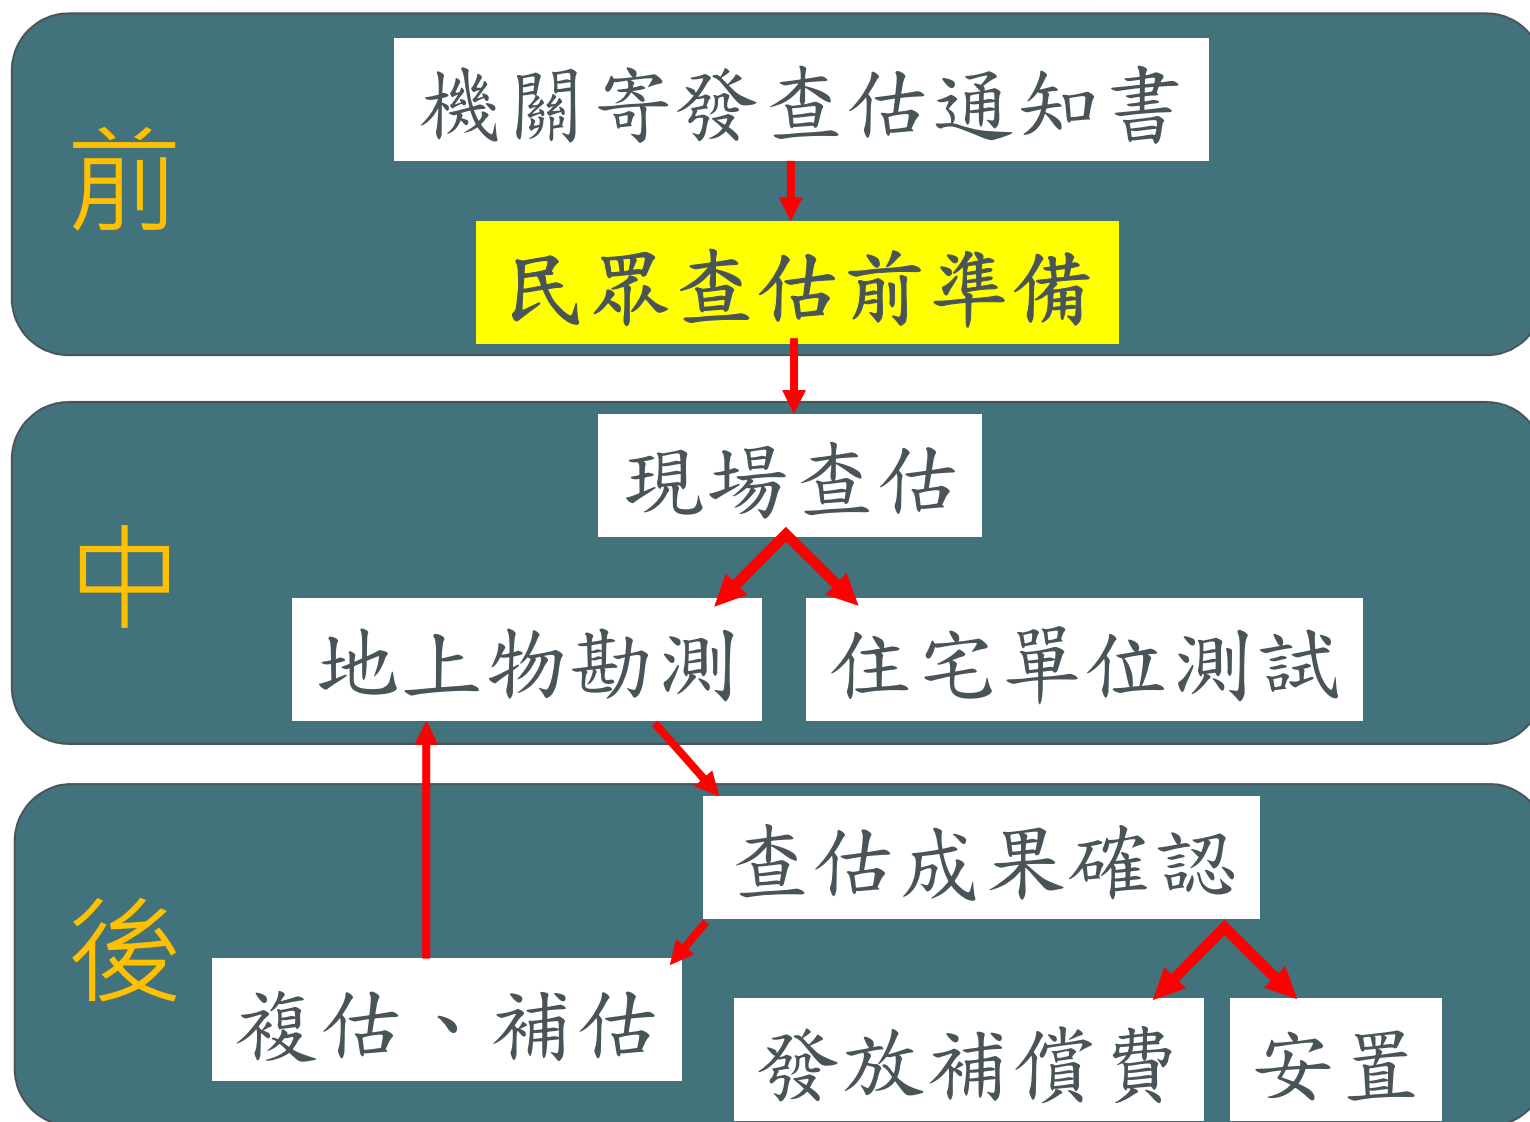 前
機關寄發查估通知書
民眾查估前準備
中
現場查估
地上物勘測
住宅單位測試
後
查估成果確認
複估、補估
發放補償費
安置